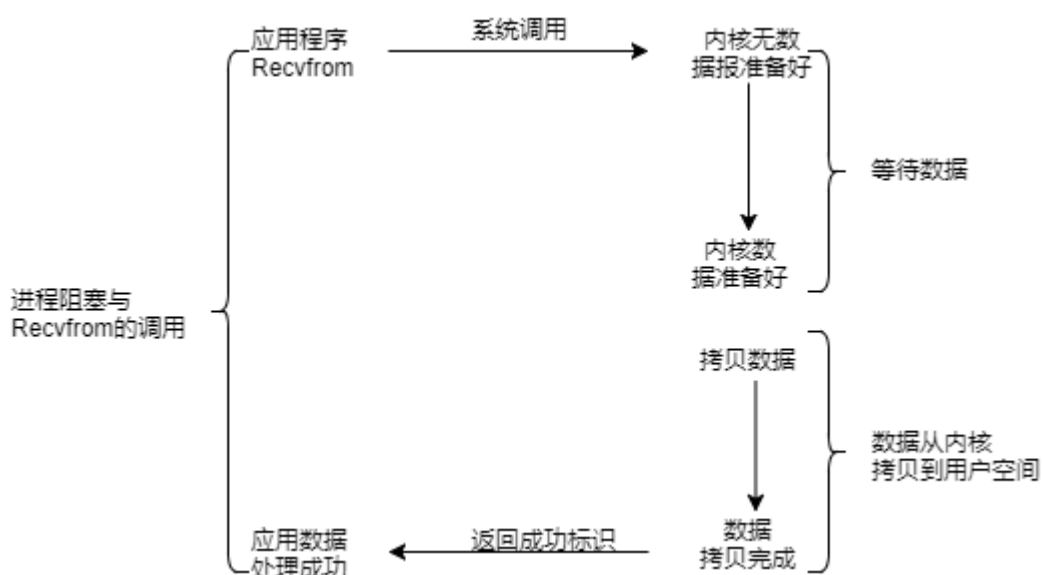 应用程序
Recvfrom
系统调用
内核无数
据报准备好
等待数据
内核数
据准备好
进程阻塞与
Recvfrom的调用
拷贝数据
数据从内核
拷贝到用户空间
应用数据
处理成功
返回成功标识
数据
拷贝完成